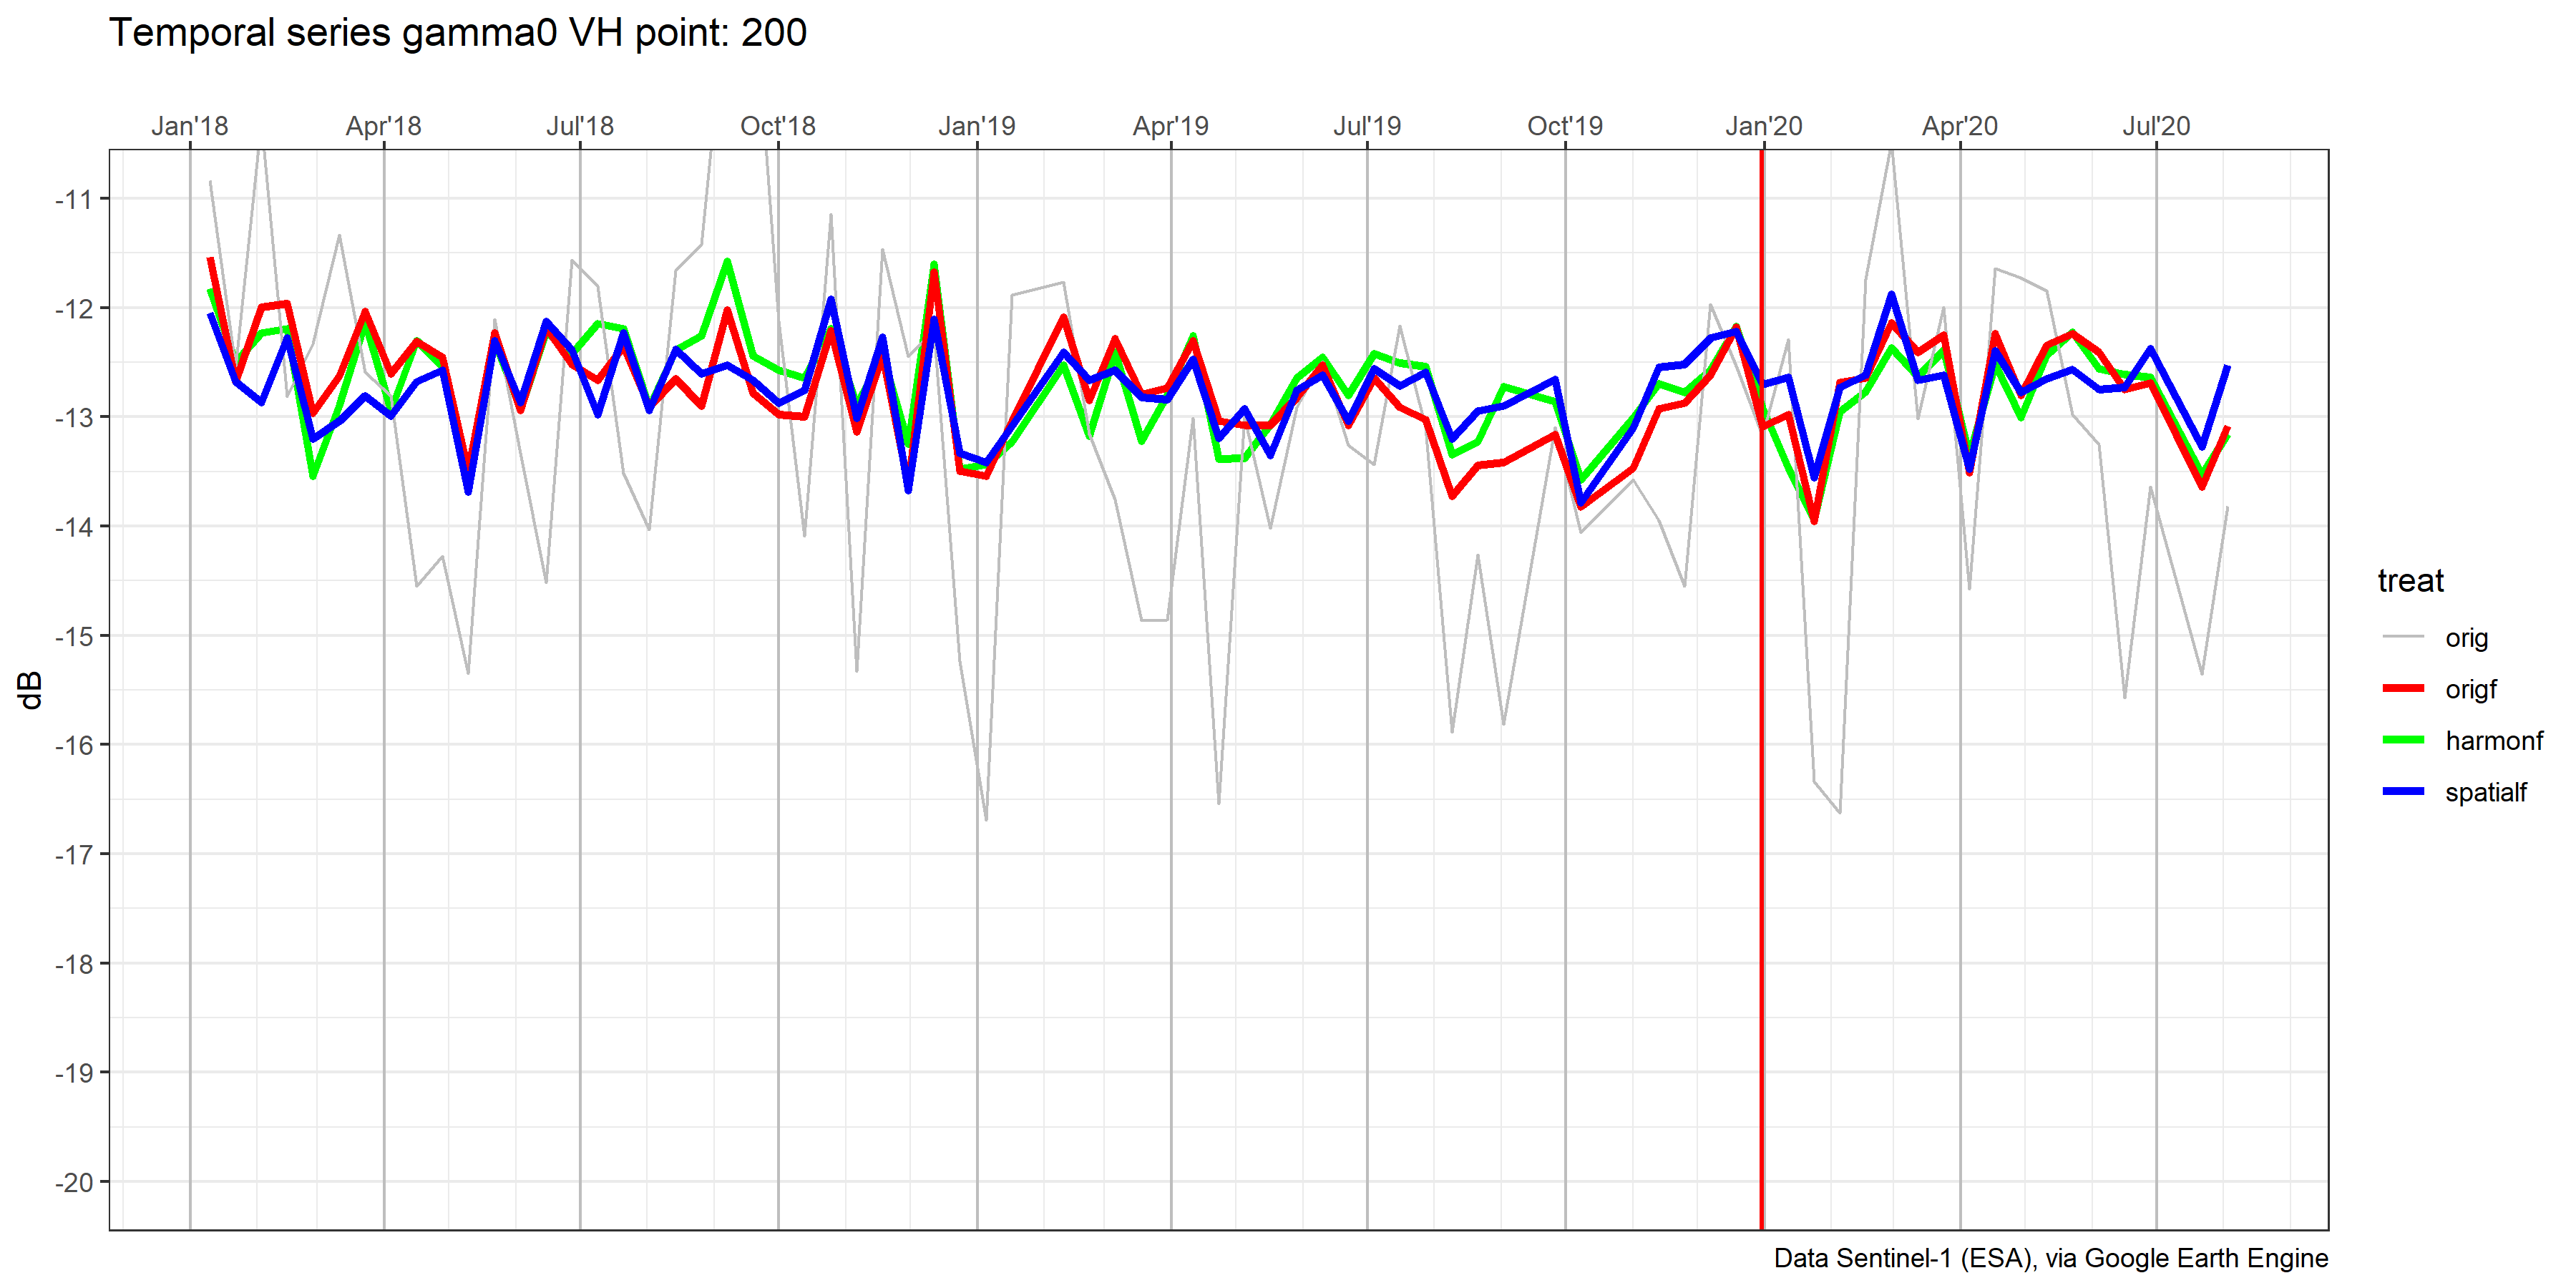 Temporal series gamma0 VH point: 200
Jan'18 Apr'18 Jul'18 Oct'18 Jan'19 Apr'19 Jul'19 Oct'19 Jan'20 Apr'20 Jul'20
-11
-12
-13
-14
-15
-16
-17
-18
-19
-20
dB
treat
orig
origf
harmonf
spatialf
Data Sentinel-1 (ESA), via Google Earth Engine